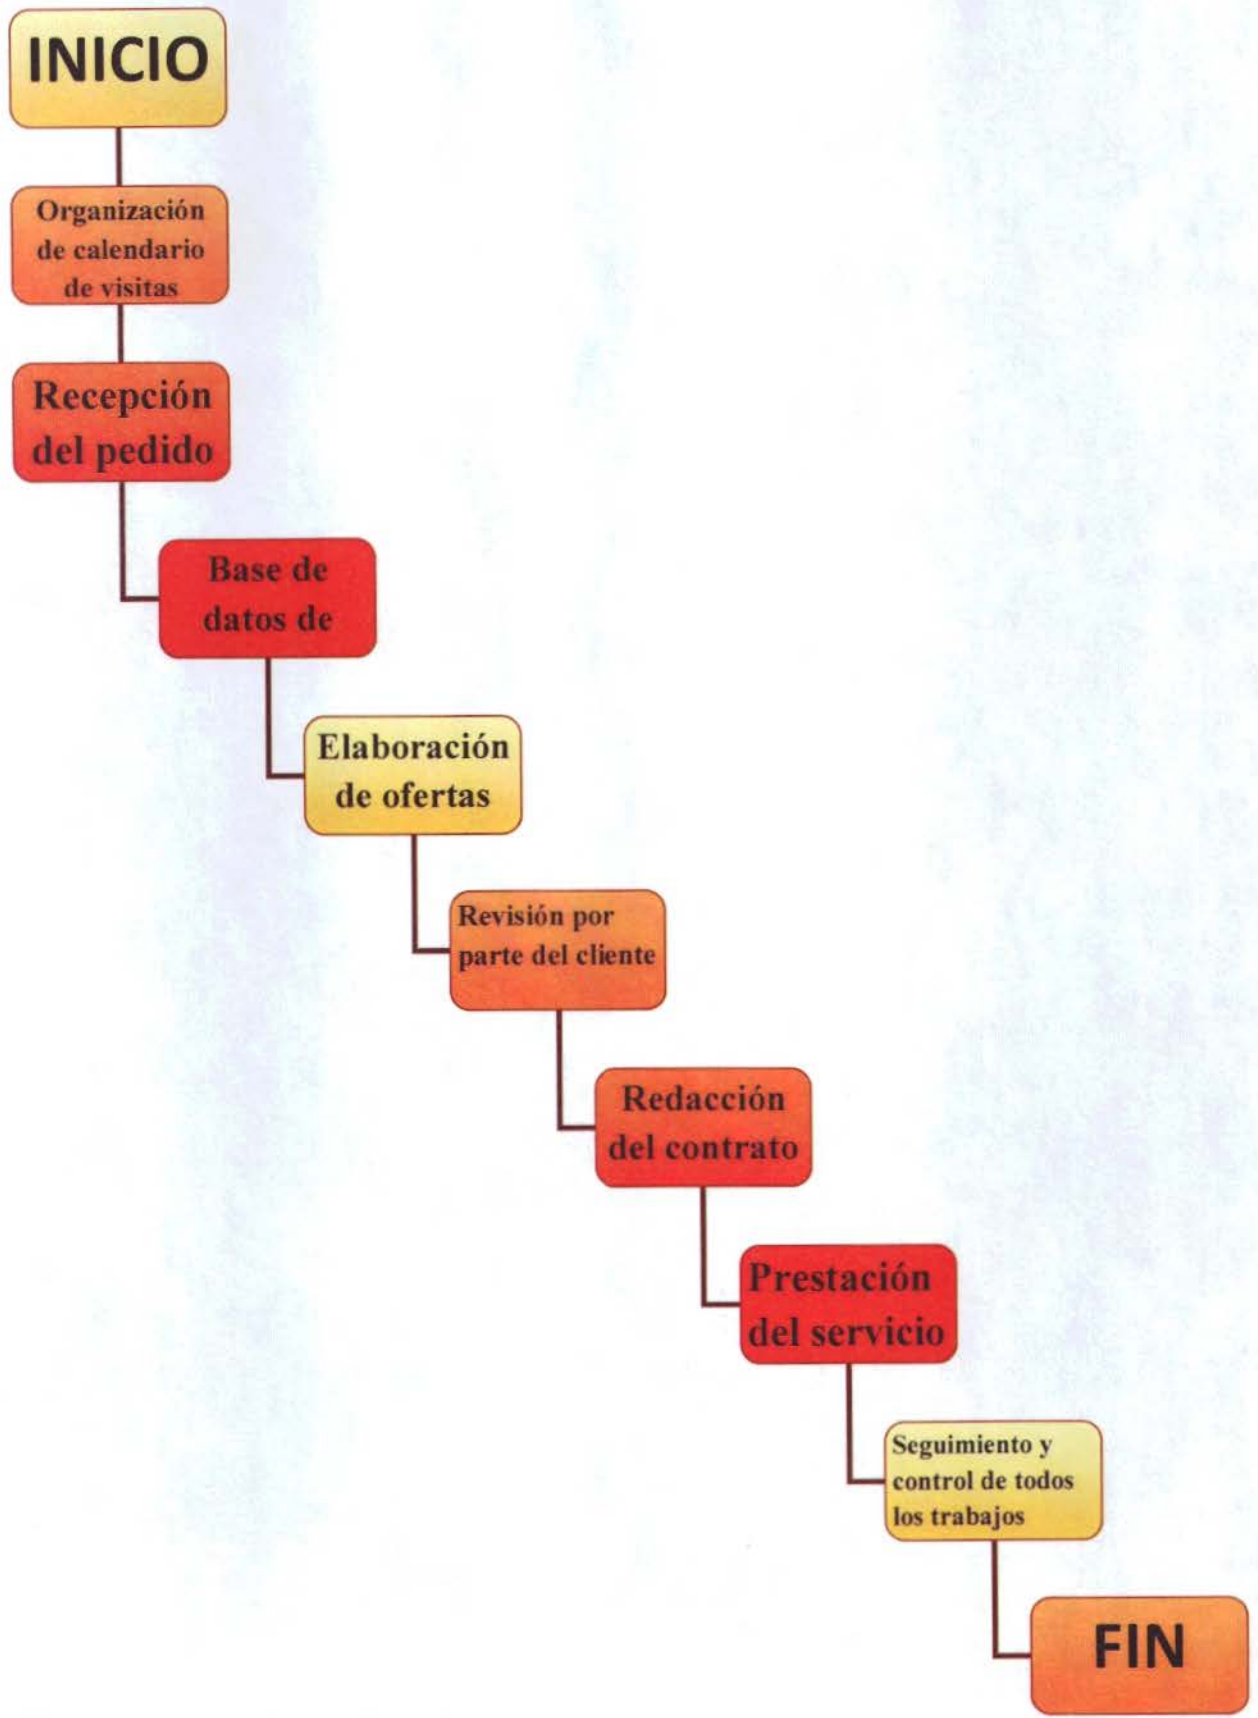 INICIO
Organización
de calendario
de visitas
Recepción
del pedido
Base de
datos de
Elaboración
de ofertas
Revisión por
parte del cliente
Redacción
del contrato
Prestación
del servicio
Seguimiento y
control de todos
los trabajos
FIN